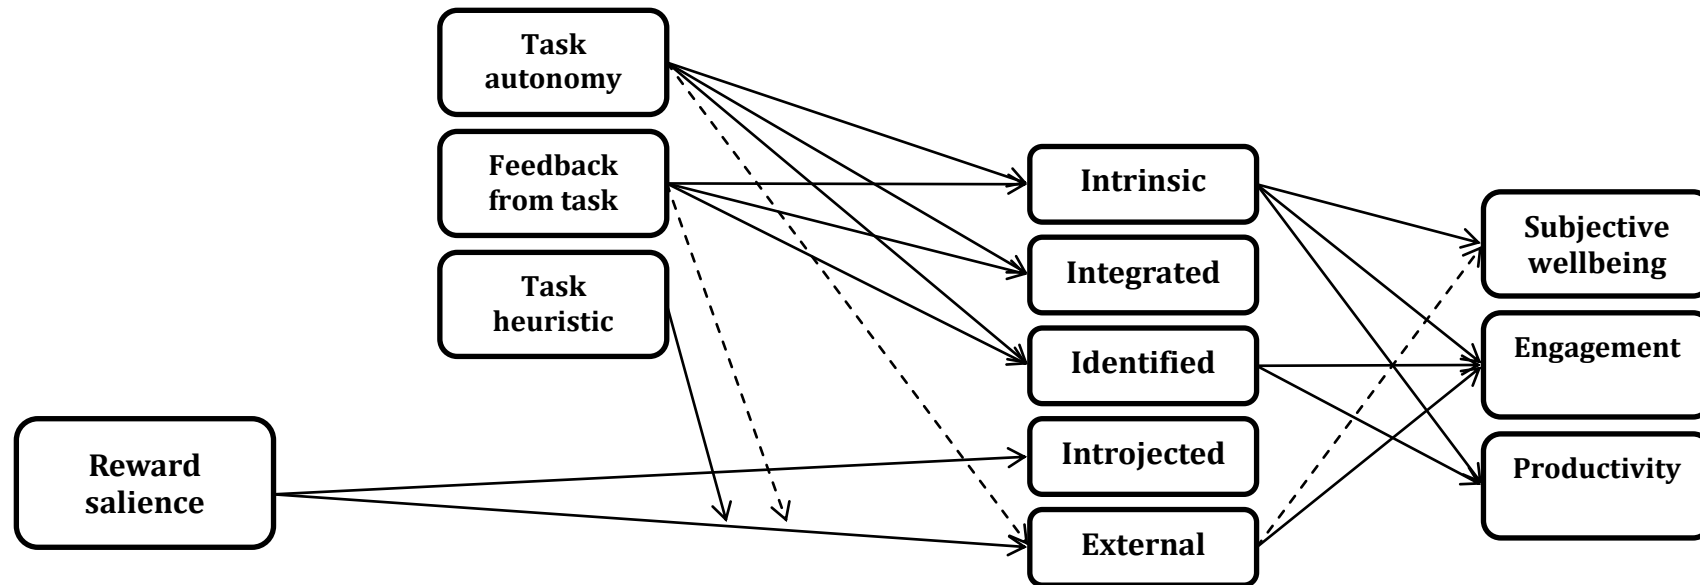 Task
autonomy
Feedback
from task
Task
heuristic
Reward
salience
Intrinsic
Integrated
Identified
Introjected
External
Subjective
wellbeing
Engagement
Productivity